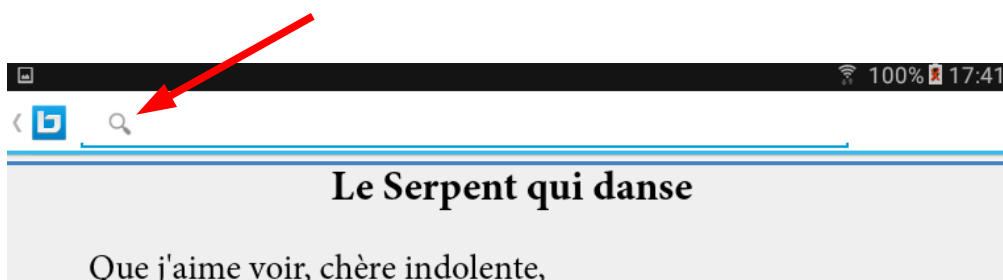 100% 17:41
Le Serpent qui danse
Que j'aime voir, chère indolente,